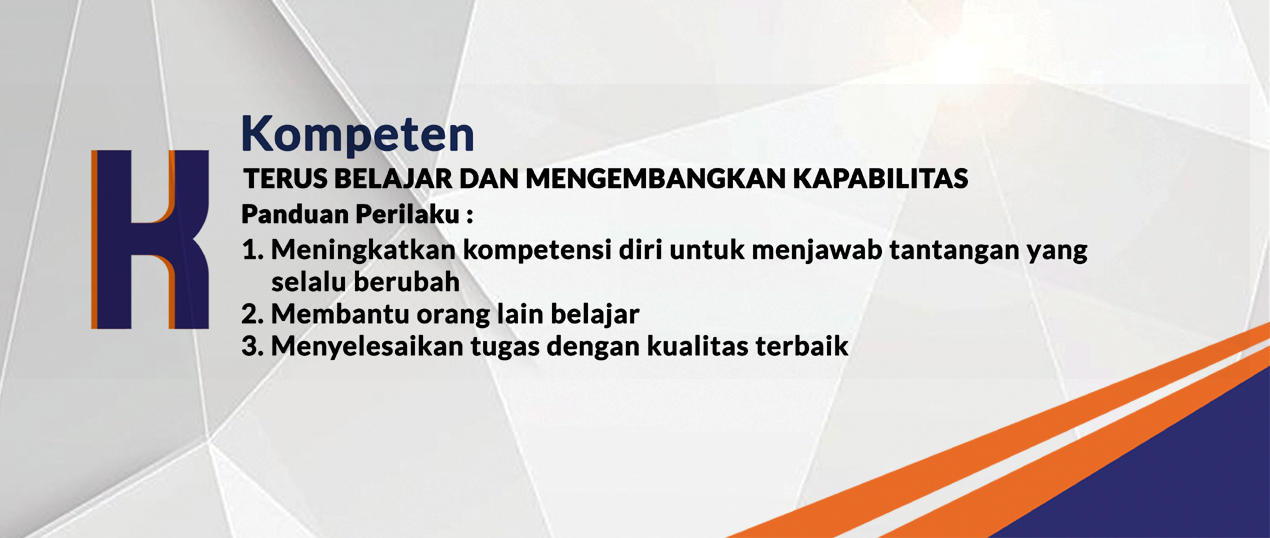 K
Kompeten
TERUS BELAJAR DAN MENGEMBANGKAN KAPABILITAS
Panduan Perilaku :
1. Meningkatkan kompetensi diri untuk menjawab tantangan yang
selalu berubah
2. Membantu orang lain belajar
3. Menyelesaikan tugas dengan kualitas terbaik